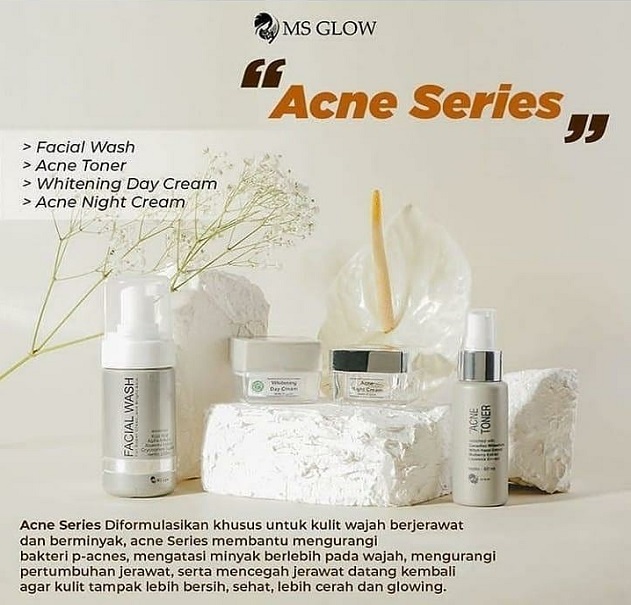 MS GLOW
“Acne Series”
> Facial Wash
> Acne Toner
> Whitening Day Cream
> Acne Night Cream
FACIAL WASH
Whitening
Day Cream
Acne
Night Cream
ACNE
TONER
Acne Series Diformulasikan khusus untuk kulit wajah berjerawat
dan berminyak, acne Series membantu mengurangi
bakteri p-acnes, mengatasi minyak berlebih pada wajah, mengurangi
pertumbuhan jerawat, serta mencegah jerawat datang kembali
agar kulit tampak lebih bersih, sehat, lebih cerah dan glowing.